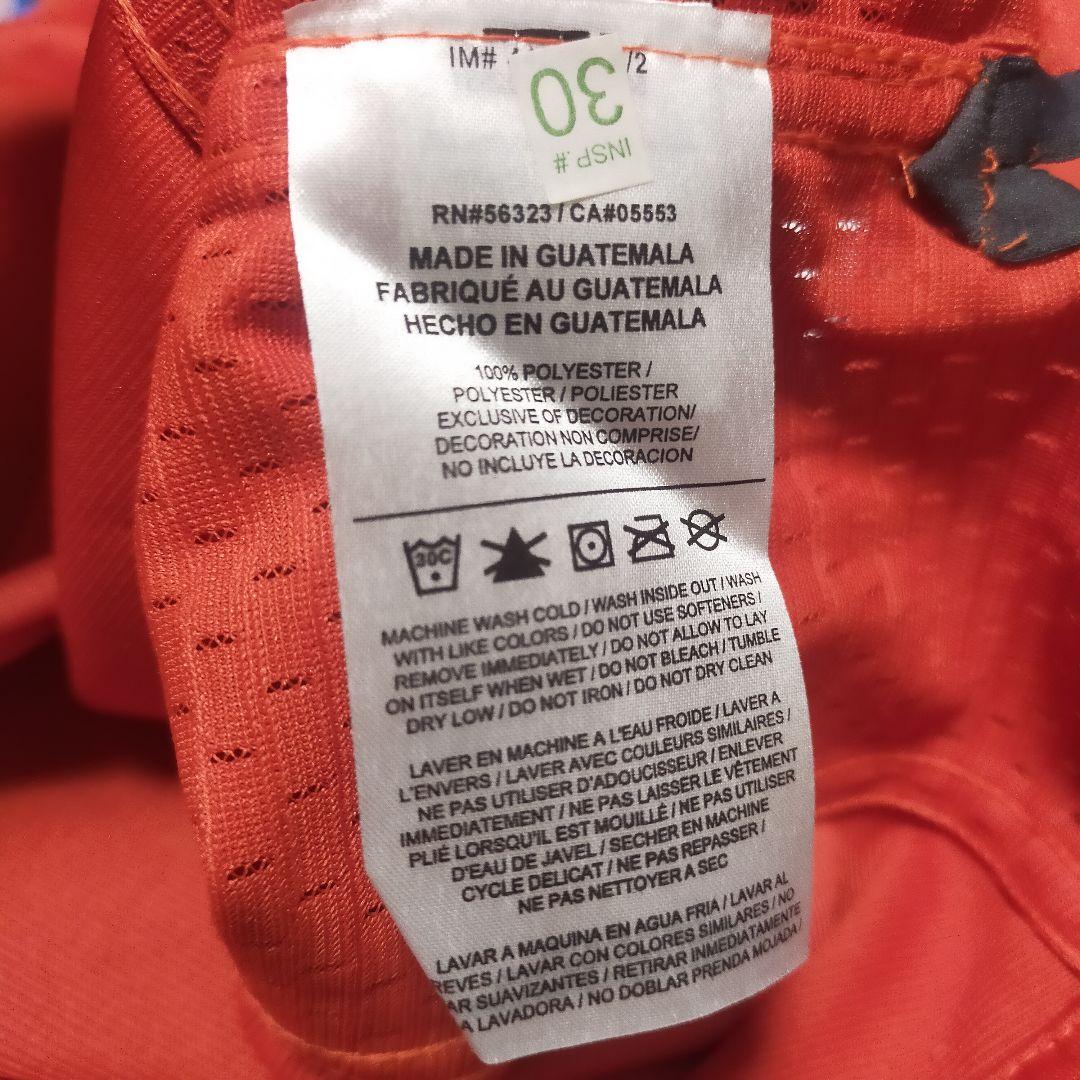 IM# /2
30
INSP.#
RN#56323 / CA#05553
MADE IN GUATEMALA
FABRIQUÉ AU GUATEMALA
HECHO EN GUATEMALA
100% POLYESTER /
POLYESTER / POLIESTER
EXCLUSIVE OF DECORATION/
DECORATION NON COMPRISE/
NO INCLUYE LA DECORACION
30C
MACHINE WASH COLD / WASH INSIDE OUT / WASH
WITH LIKE COLORS / DO NOT USE SOFTENERS /
REMOVE IMMEDIATELY / DO NOT ALLOW TO LAY
ON ITSELF WHEN WET / DO NOT BLEACH / TUMBLE
DRY LOW / DO NOT IRON / DO NOT DRY CLEAN
LAVER EN MACHINE A L'EAU FROIDE / LAVER A
L'ENVERS / LAVER AVEC COULEURS SIMILAIRES /
NE PAS UTILISER D'ADOUCISSEUR / ENLEVER
IMMEDIATEMENT / NE PAS LAISSER LE VÊTEMENT
PLIÉ LORSQU'IL EST MOUILLÉ / NE PAS UTILISER
D'EAU DE JAVEL / SECHER EN MACHINE
CYCLE DELICAT / NE PAS REPASSER /
NE PAS NETTOYER A SEC
LAVAR A MAQUINA EN AGUA FRIA / LAVAR AL
REVES / LAVAR CON COLORES SIMILARES / NO
AR SUAVIZANTES / RETIRAR INMEDIATAMENTE
A LAVADORA / NO DOBLAR PRENDA MOJADA /